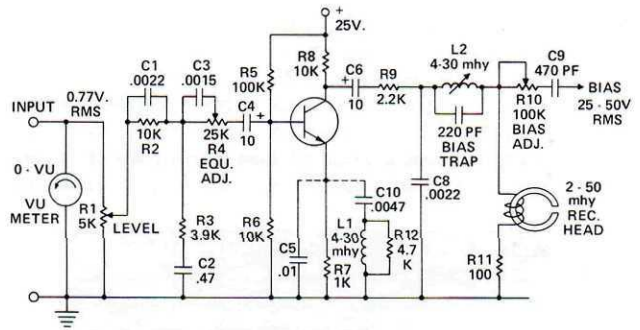 +
25V.
C1
.0022
C3
.0015
R5
100K
R8
10K
C6
10
R9
2.2K
L2
4-30 mhy
C9
470 PF
BIAS
25 - 50V
RMS
INPUT
0.77V.
RMS
10K
R2
25K
R4
EQU.
ADJ.
C4
10
+
+
220 PF
BIAS
TRAP
R10
100K
BIAS
ADJ.
0 - VU
VU
METER
R1
5K
LEVEL
R3
3.9K
C2
.47
R6
10K
C5
.01
C10
.0047
L1
4-30
mhy
R12
4.7
K
R7
1K
C8
.0022
2 - 50
mhy
REC.
HEAD
R11
100